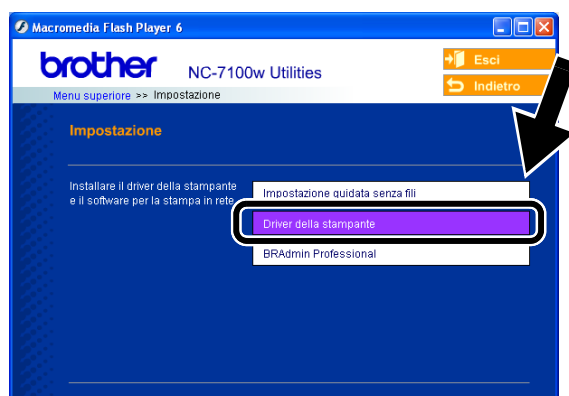 Macromedia Flash Player 6
brother NC-7100w Utilities
Esci
Indietro
Menu superiore >> Impostazione
Impostazione
Installare il driver della stampante
e il software per la stampa in rete.
Impostazione guidata senza fili
Driver della stampante
BRAdmin Professional